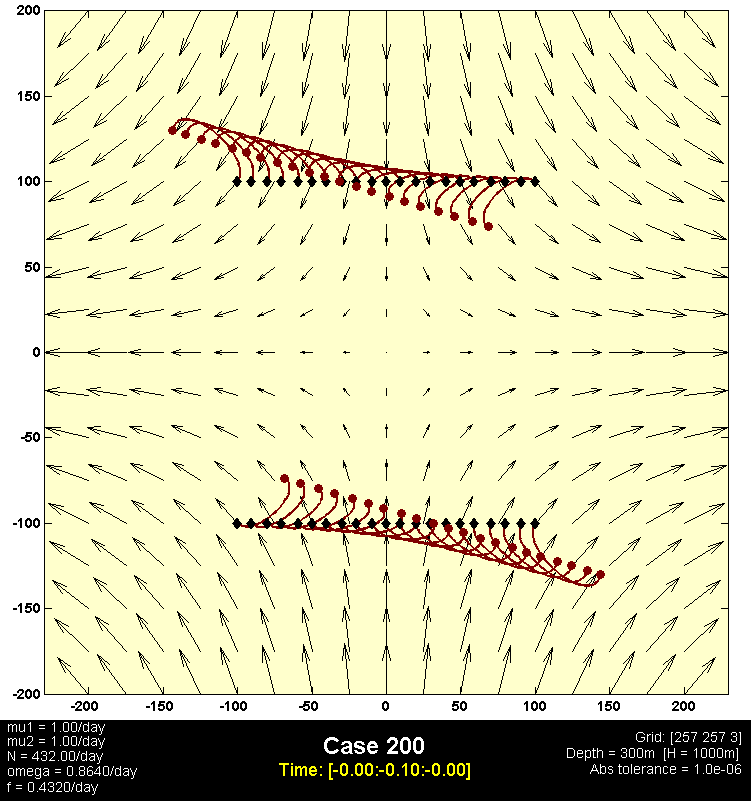 200
150
100
50
0
-50
-100
-150
-200
-200 -150 -100 -50 0 50 100 150 200
mu1 = 1.00/day
mu2 = 1.00/day
N = 432.00/day
omega = 0.8640/day
f = 0.4320/day
Case 200
Time: [-0.00:-0.10:-0.00]
Grid: [257 257 3]
Depth = 300m [H = 1000m]
Abs tolerance = 1.0e-06